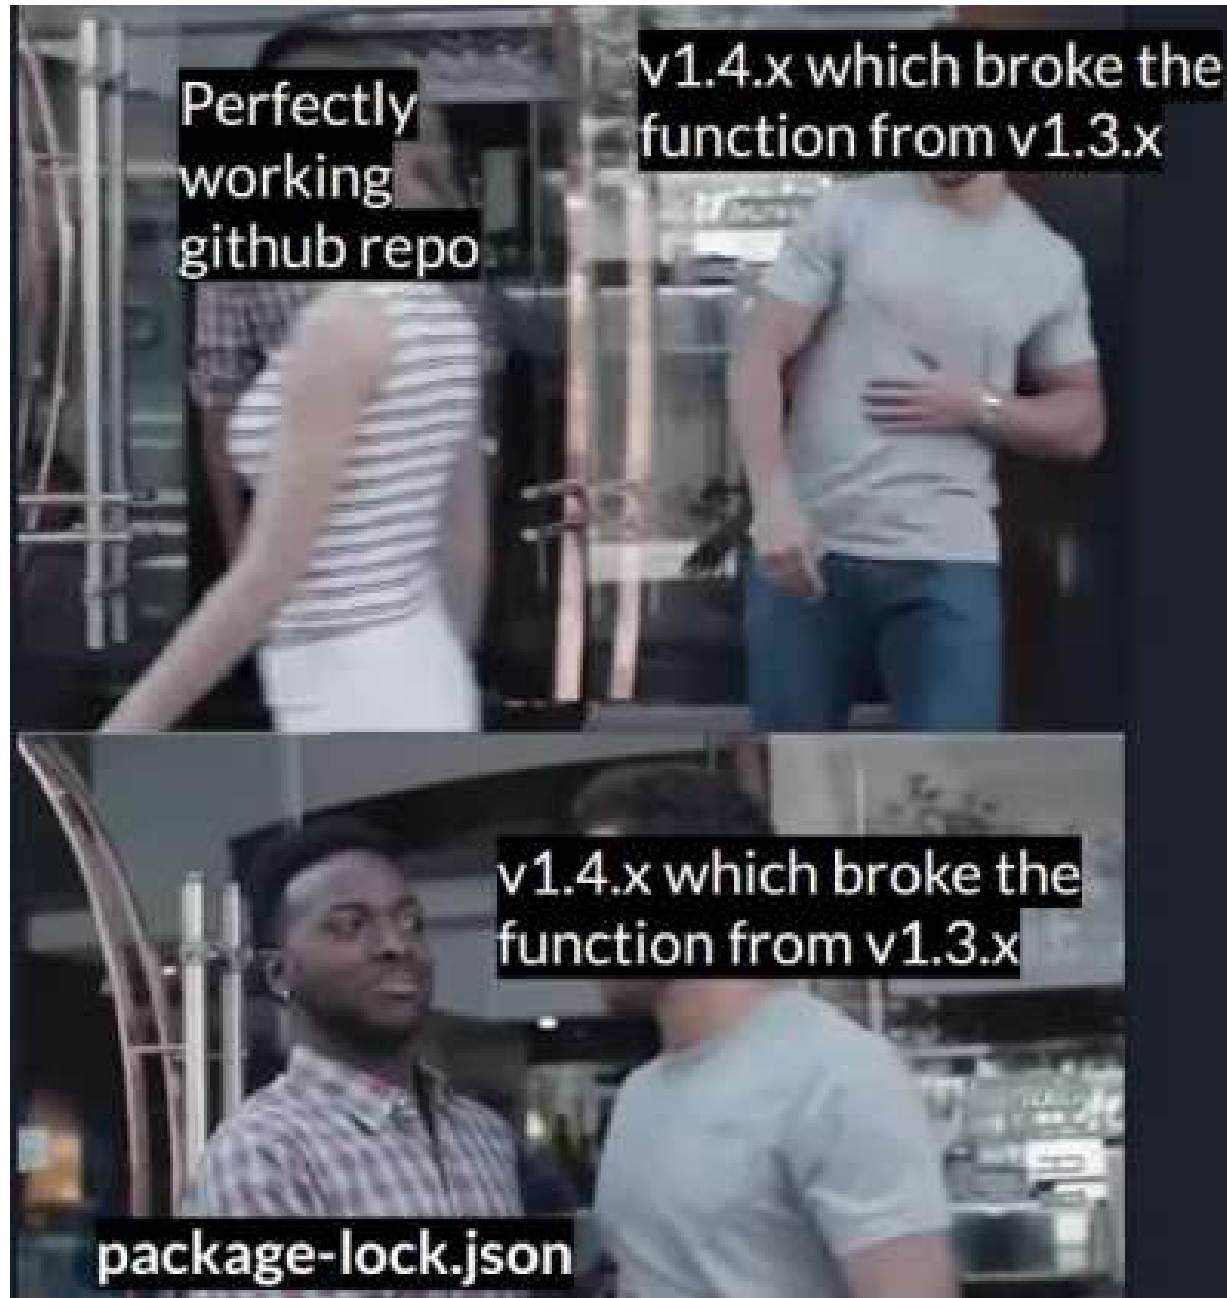 Perfectly
working
github repo
v1.4.x which broke the
function from v1.3.x
v1.4.x which broke the
function from v1.3.x
package-lock.json